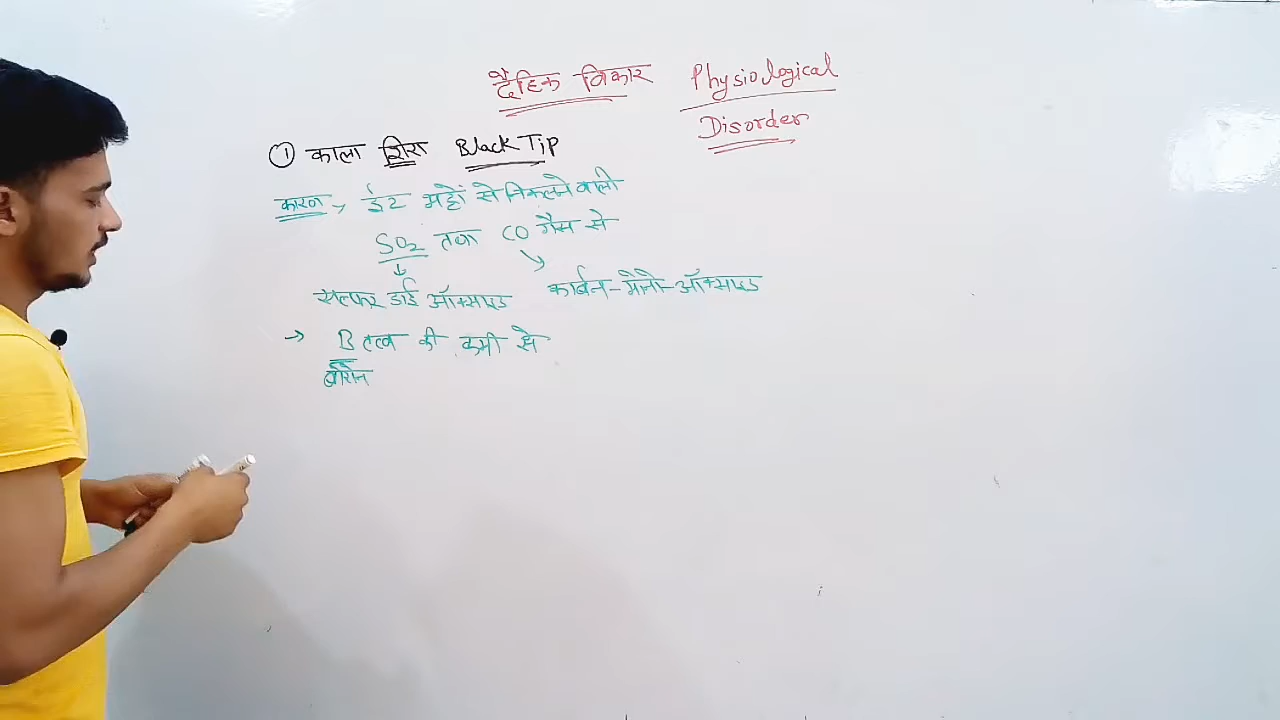 दैहिक विकार Physiological
Disorder
① काला शिरा Black Tip
कारण → ईट भट्टों से निकलने वाली
SO₂ तथा CO गैस से
↓ ↘
सल्फर डाई ऑक्साइड कार्बन-मोनो-ऑक्साइड
→ B तत्व की कमी से
बोरोन